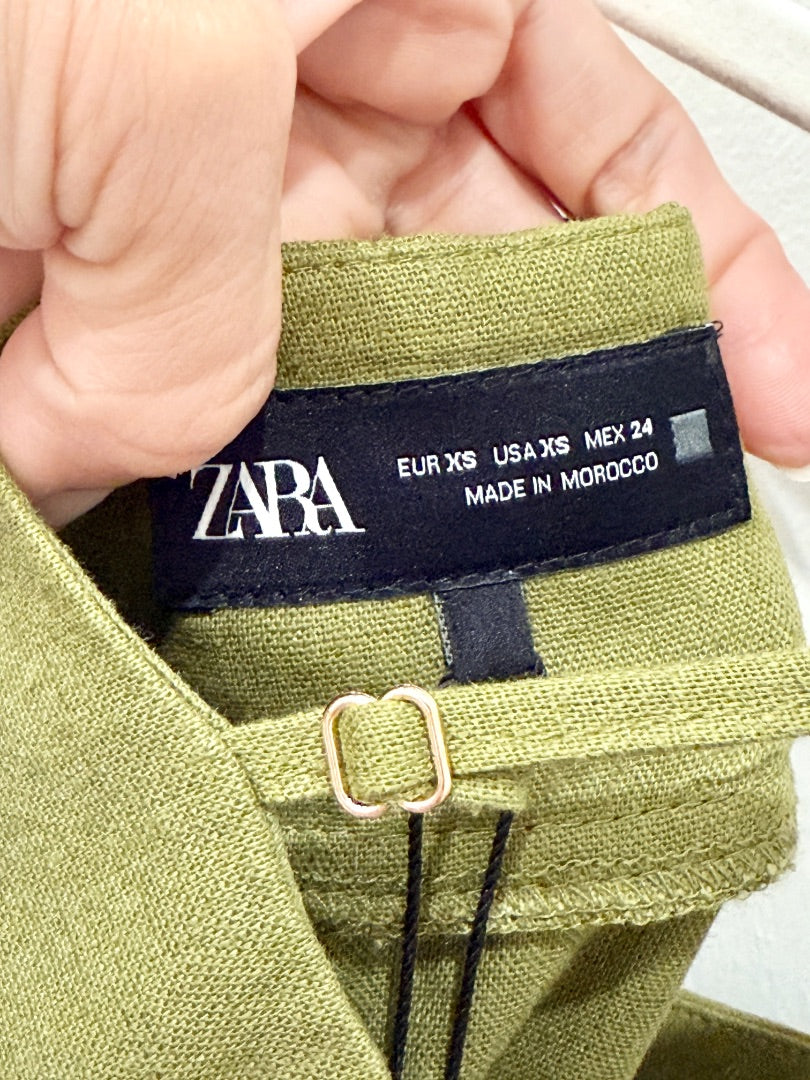 ZARA
EUR XS USA XS MEX 24
MADE IN MOROCCO